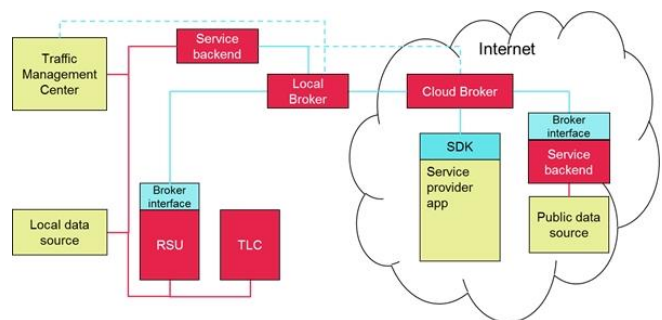 Traffic
Management
Center
Service
backend
Internet
Local
Broker
Cloud Broker
Broker
interface
Service
backend
SDK
Service
provider
app
Broker
interface
RSU
TLC
Local data
source
Public data
source